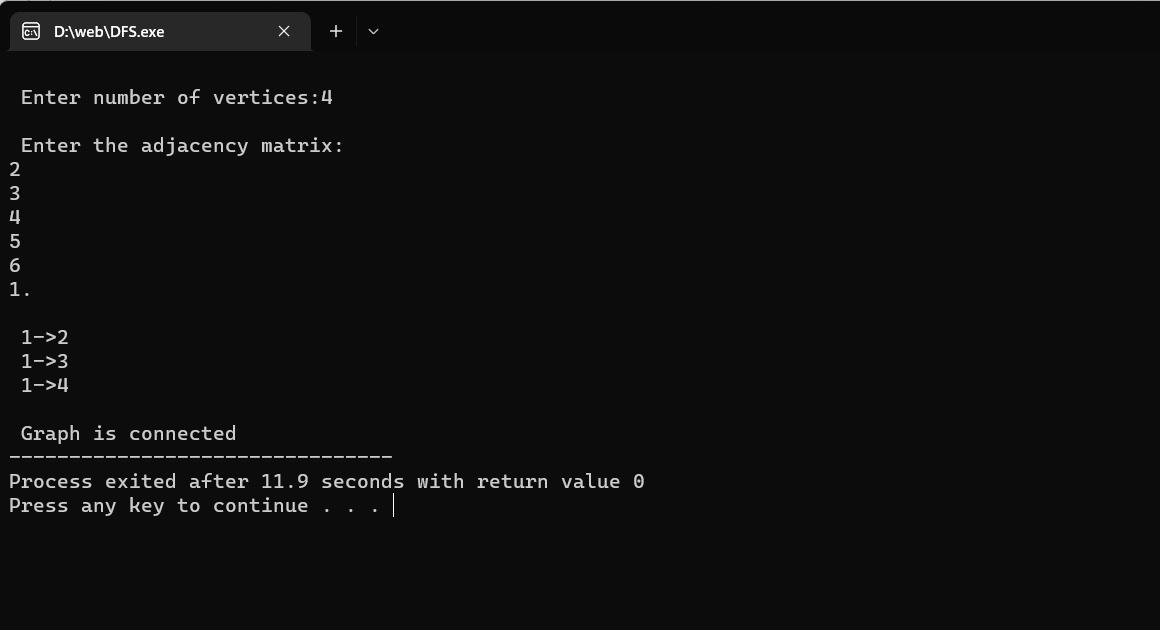 D:\web\DFS.exe
Enter number of vertices:4
Enter the adjacency matrix:
2
3
4
5
6
1.
1->2
1->3
1->4
Graph is connected
--------------------------------
Process exited after 11.9 seconds with return value 0
Press any key to continue . . .